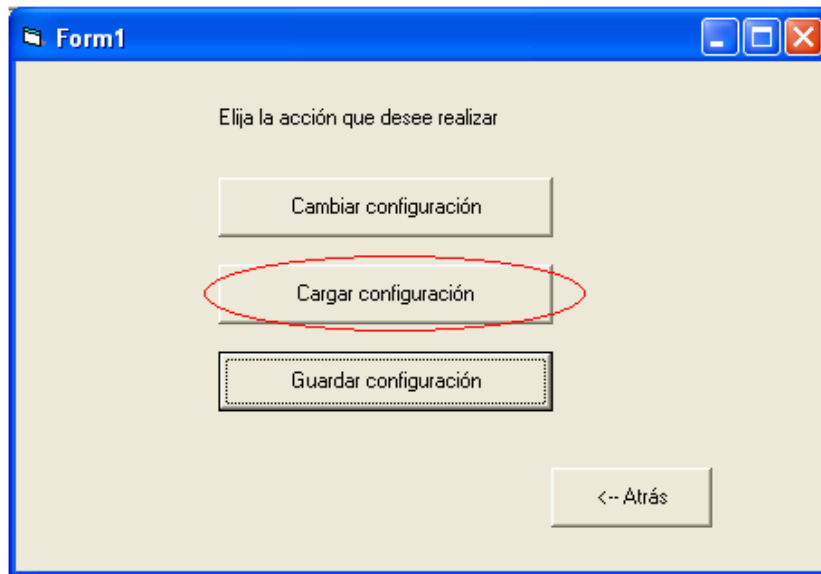 Form1
Elija la acción que desee realizar
Cambiar configuración
Cargar configuración
Guardar configuración
<-- Atrás